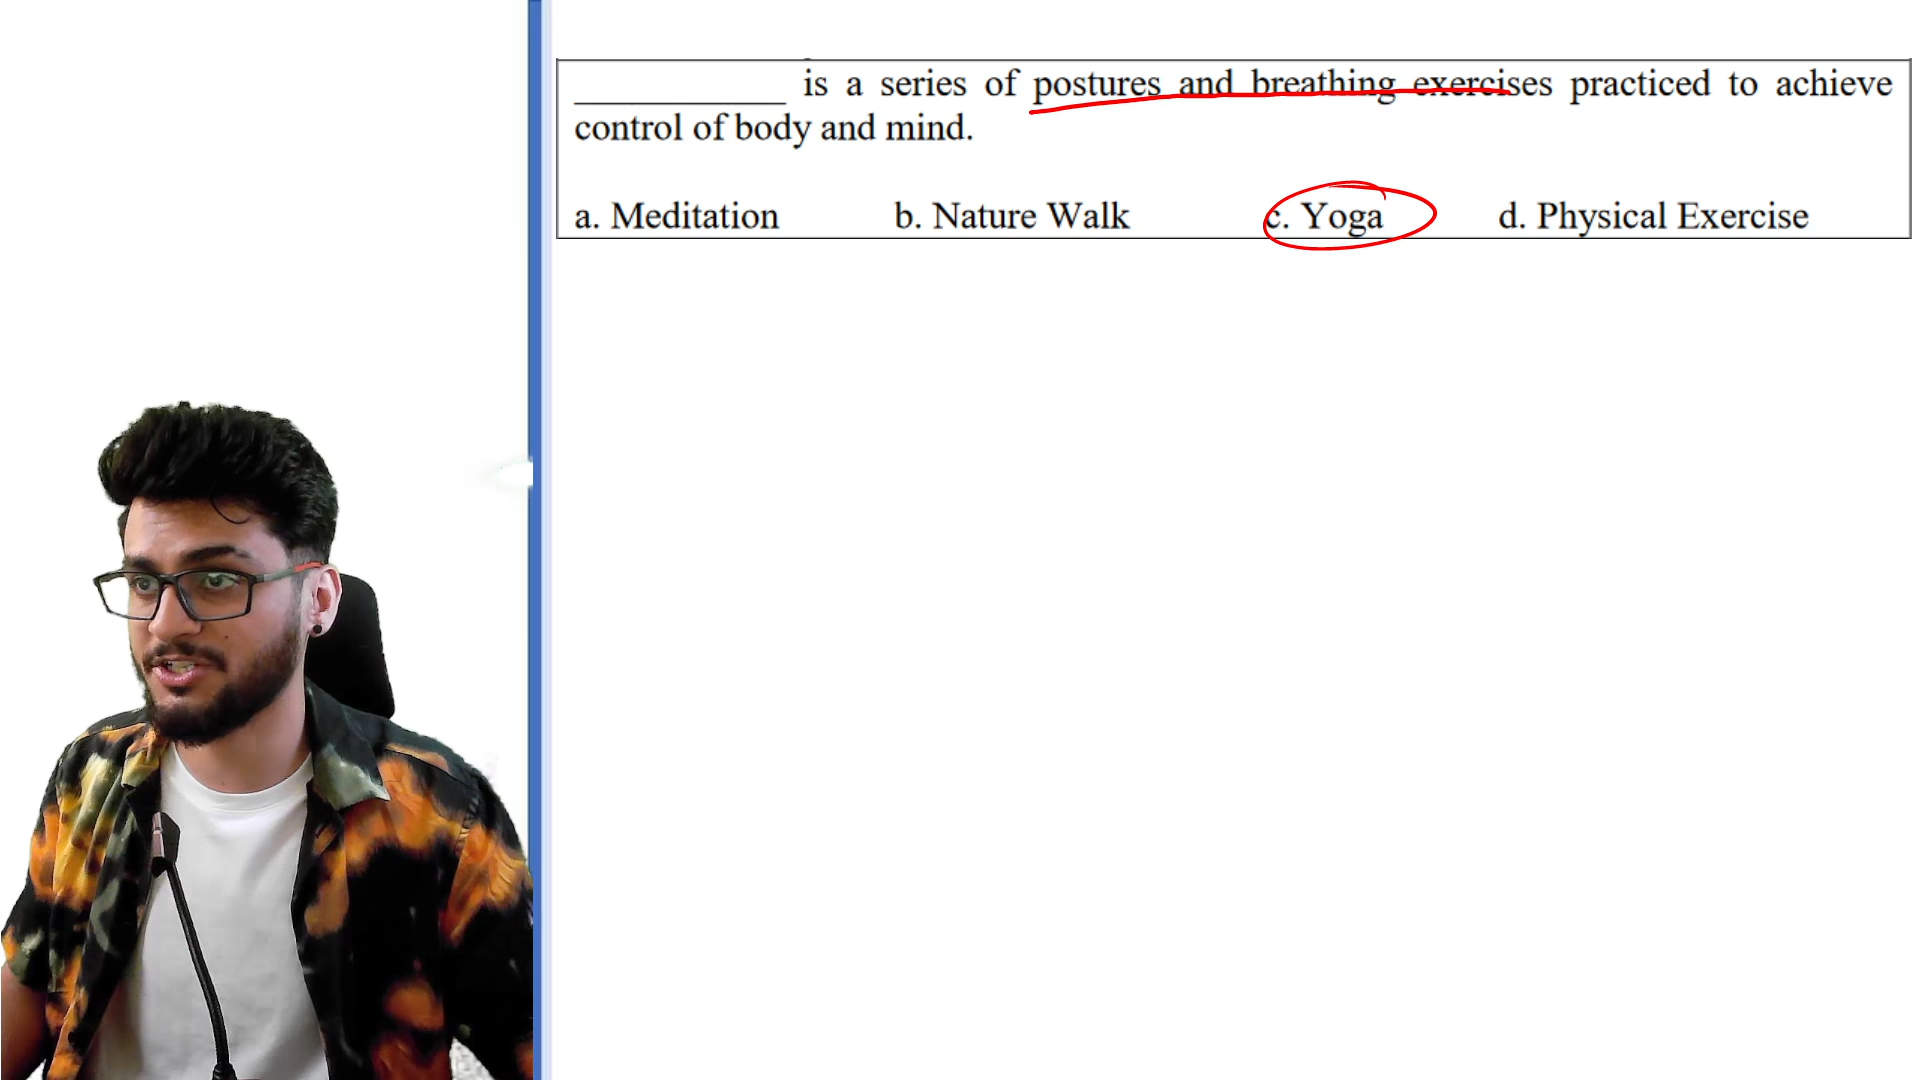 ___________ is a series of postures and breathing exercises practiced to achieve
control of body and mind.
a. Meditation b. Nature Walk c. Yoga d. Physical Exercise